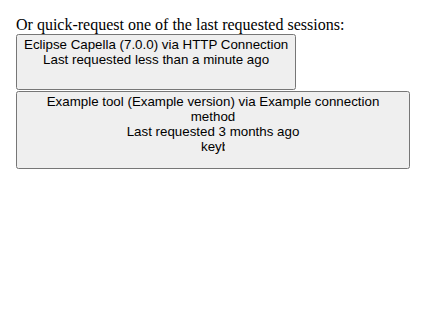 Or quick-request one of the last requested sessions:
Eclipse Capella (7.0.0) via HTTP Connection
Last requested less than a minute ago
Example tool (Example version) via Example connection
method
Last requested 3 months ago